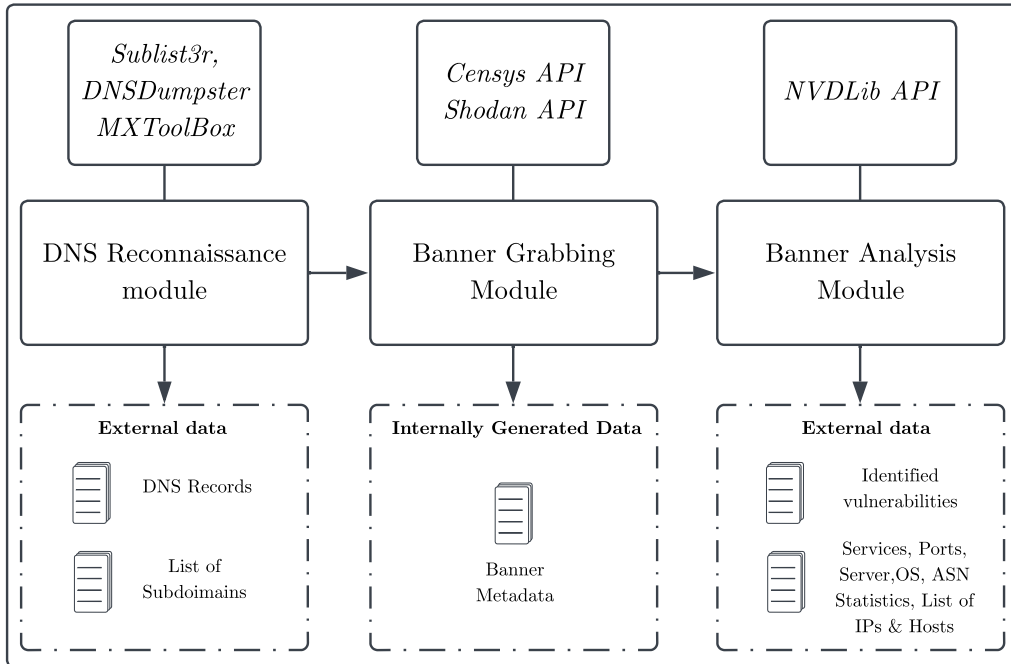 Sublist3r,
DNSDumpster
MXToolBox
Censys API
Shodan API
NVDLib API
DNS Reconnaissance
module
Banner Grabbing
Module
Banner Analysis
Module
External data
DNS Records
List of
Subdoimains
Internally Generated Data
Banner
Metadata
External data
Identified
vulnerabilities
Services, Ports,
Server,OS, ASN
Statistics, List of
IPs & Hosts